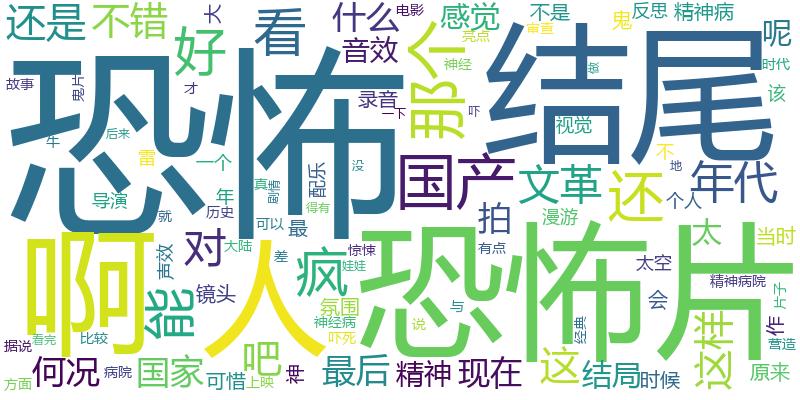 还是
不错
大
好
看
什么
电影
感觉
亮点
不是
审查
鬼
反思
精神病
呢
恐怖
结尾
音效
神经
那个
故事
鬼片
才
录音
一下
吓
做
时代
该
牛
后来
雷
一个
视觉
不
地
导演
年
真
剧情
配乐
没
国产
文革
还
年代
就
历史
可以
最
得有
拍
漫游
个人
啊
声效
对
大陆
差
惊悚
有点
太
当时
人
疯
娃娃
恐怖片
太空
精神病院
能
镜头
氛围
与
经典
会
片子
据说
看完
比较
神经病
吓死
说
这样
作
营造
方面
何况
病院
国家
可惜
吧
上映
神
最后
精神
现在
这
结局
时候
原来